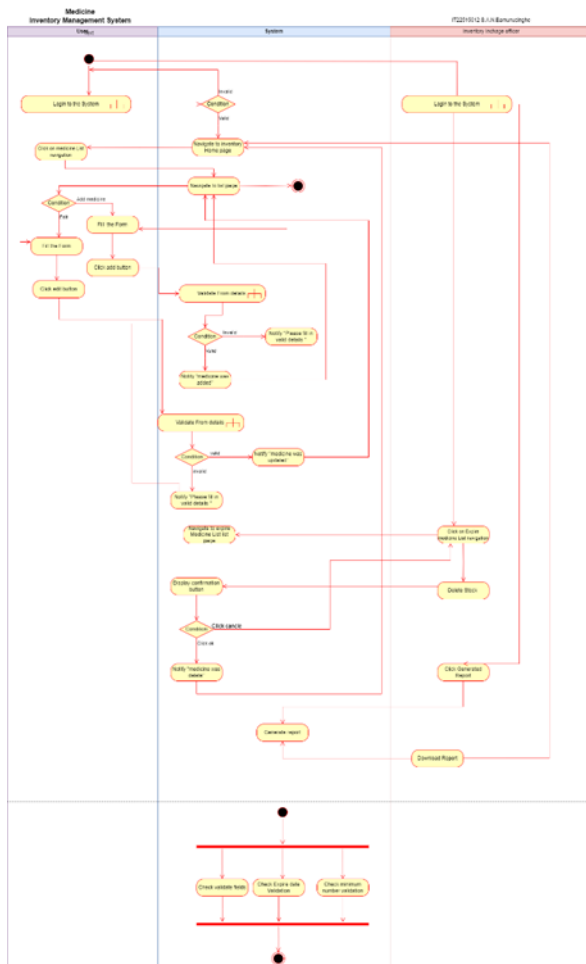 Medicine
Inventory Management System
User
Text
System
Inventory Incharge officer
Login to the System
Condition
Invalid
Valid
Login to the System
Click on medicine List
navigation
Navigate to Inventory
Home page
Navigate to list page
Condition
Add medicine
Fill the Form
Fill the Form
Click add button
Click edit button
Validate From details
Condition
Invalid
Notify "Please fill in
valid details."
Valid
Notify "medicine was
added"
Validate From details
Condition
valid
Notify "medicine was
updated"
invalid
Notify "Please fill in
valid details."
Navigate to expire
Medicine List list
page
Click on Expire
medicine List navigation
Display confirmation
button
Delete Stock
Condition
Click cancle
Click ok
Notify "medicine was
delete"
Click Generated
Report
Generate report
Download Report
Check validate fields
Check Expire data
Validation
Check minimum
number validation